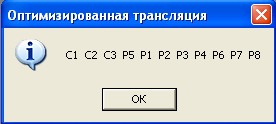 Оптимизированная трансляция
C1 C2 C3 P5 P1 P2 P3 P4 P6 P7 P8
OK